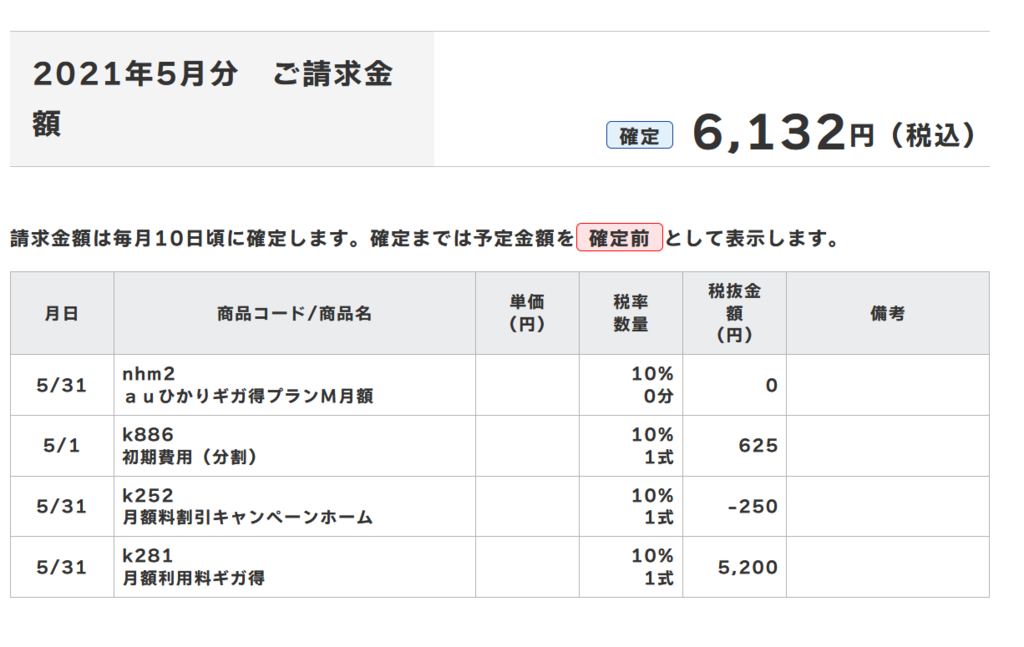 2021年5月分　ご請求金
額
確定 6,132円（税込）
請求金額は毎月10日頃に確定します。確定までは予定金額を 確定前 として表示します。
月日 商品コード/商品名 単価（円） 税率数量 税抜金額（円） 備考
5/31 nhm2 10% 0
ａｕひかりギガ得プランM月額 0分
5/1 k886 10% 625
初期費用（分割） 1式
5/31 k252 10% -250
月額料割引キャンペーンホーム 1式
5/31 k281 10% 5,200
月額利用料ギガ得 1式